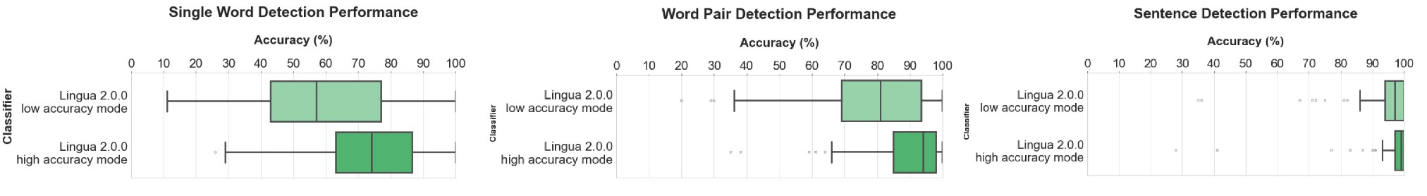 Single Word Detection Performance
Accuracy (%)
0 10 20 30 40 50 60 70 80 90 100
Classifier
Lingua 2.0.0
low accuracy mode
Lingua 2.0.0
high accuracy mode
Word Pair Detection Performance
Accuracy (%)
0 10 20 30 40 50 60 70 80 90 100
Classifier
Lingua 2.0.0
low accuracy mode
Lingua 2.0.0
high accuracy mode
Sentence Detection Performance
Accuracy (%)
0 10 20 30 40 50 60 70 80 90 100
Classifier
Lingua 2.0.0
low accuracy mode
Lingua 2.0.0
high accuracy mode